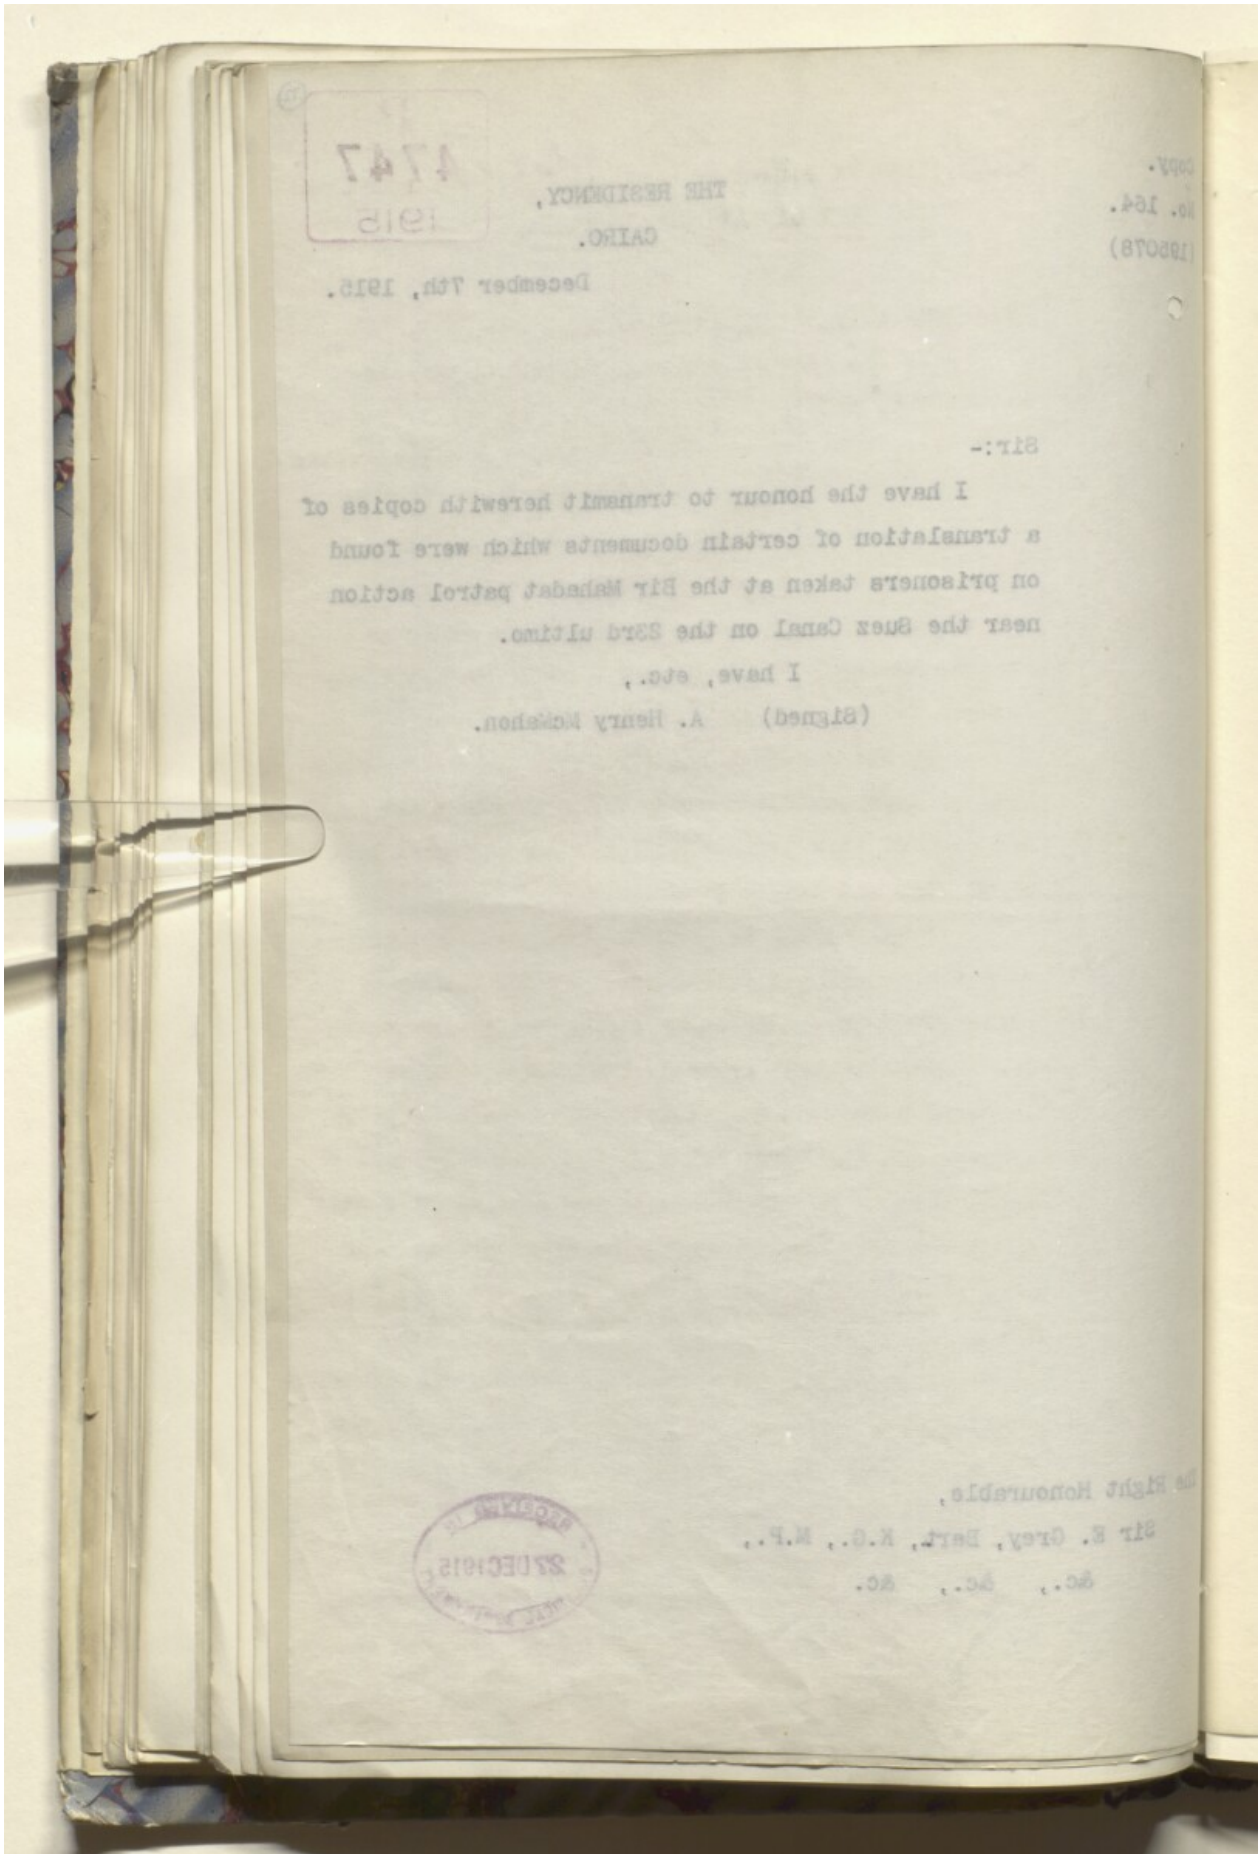 4747
1915
Copy.
No. 164.
(195078)
THE RESIDENCY,
CAIRO.
December 7th, 1915.
Sir:-
I have the honour to transmit herewith copies of
a translation of certain documents which were found
on prisoners taken at the Bir Mahadat patrol action
near the Suez Canal on the 23rd ultimo.
I have, etc.,
(Signed) A. Henry McMahon.
The Right Honourable,
Sir E. Grey, Bart., K.G., M.P.,
&c., &c., &c.
RECEIVED IN
27 DEC 1915